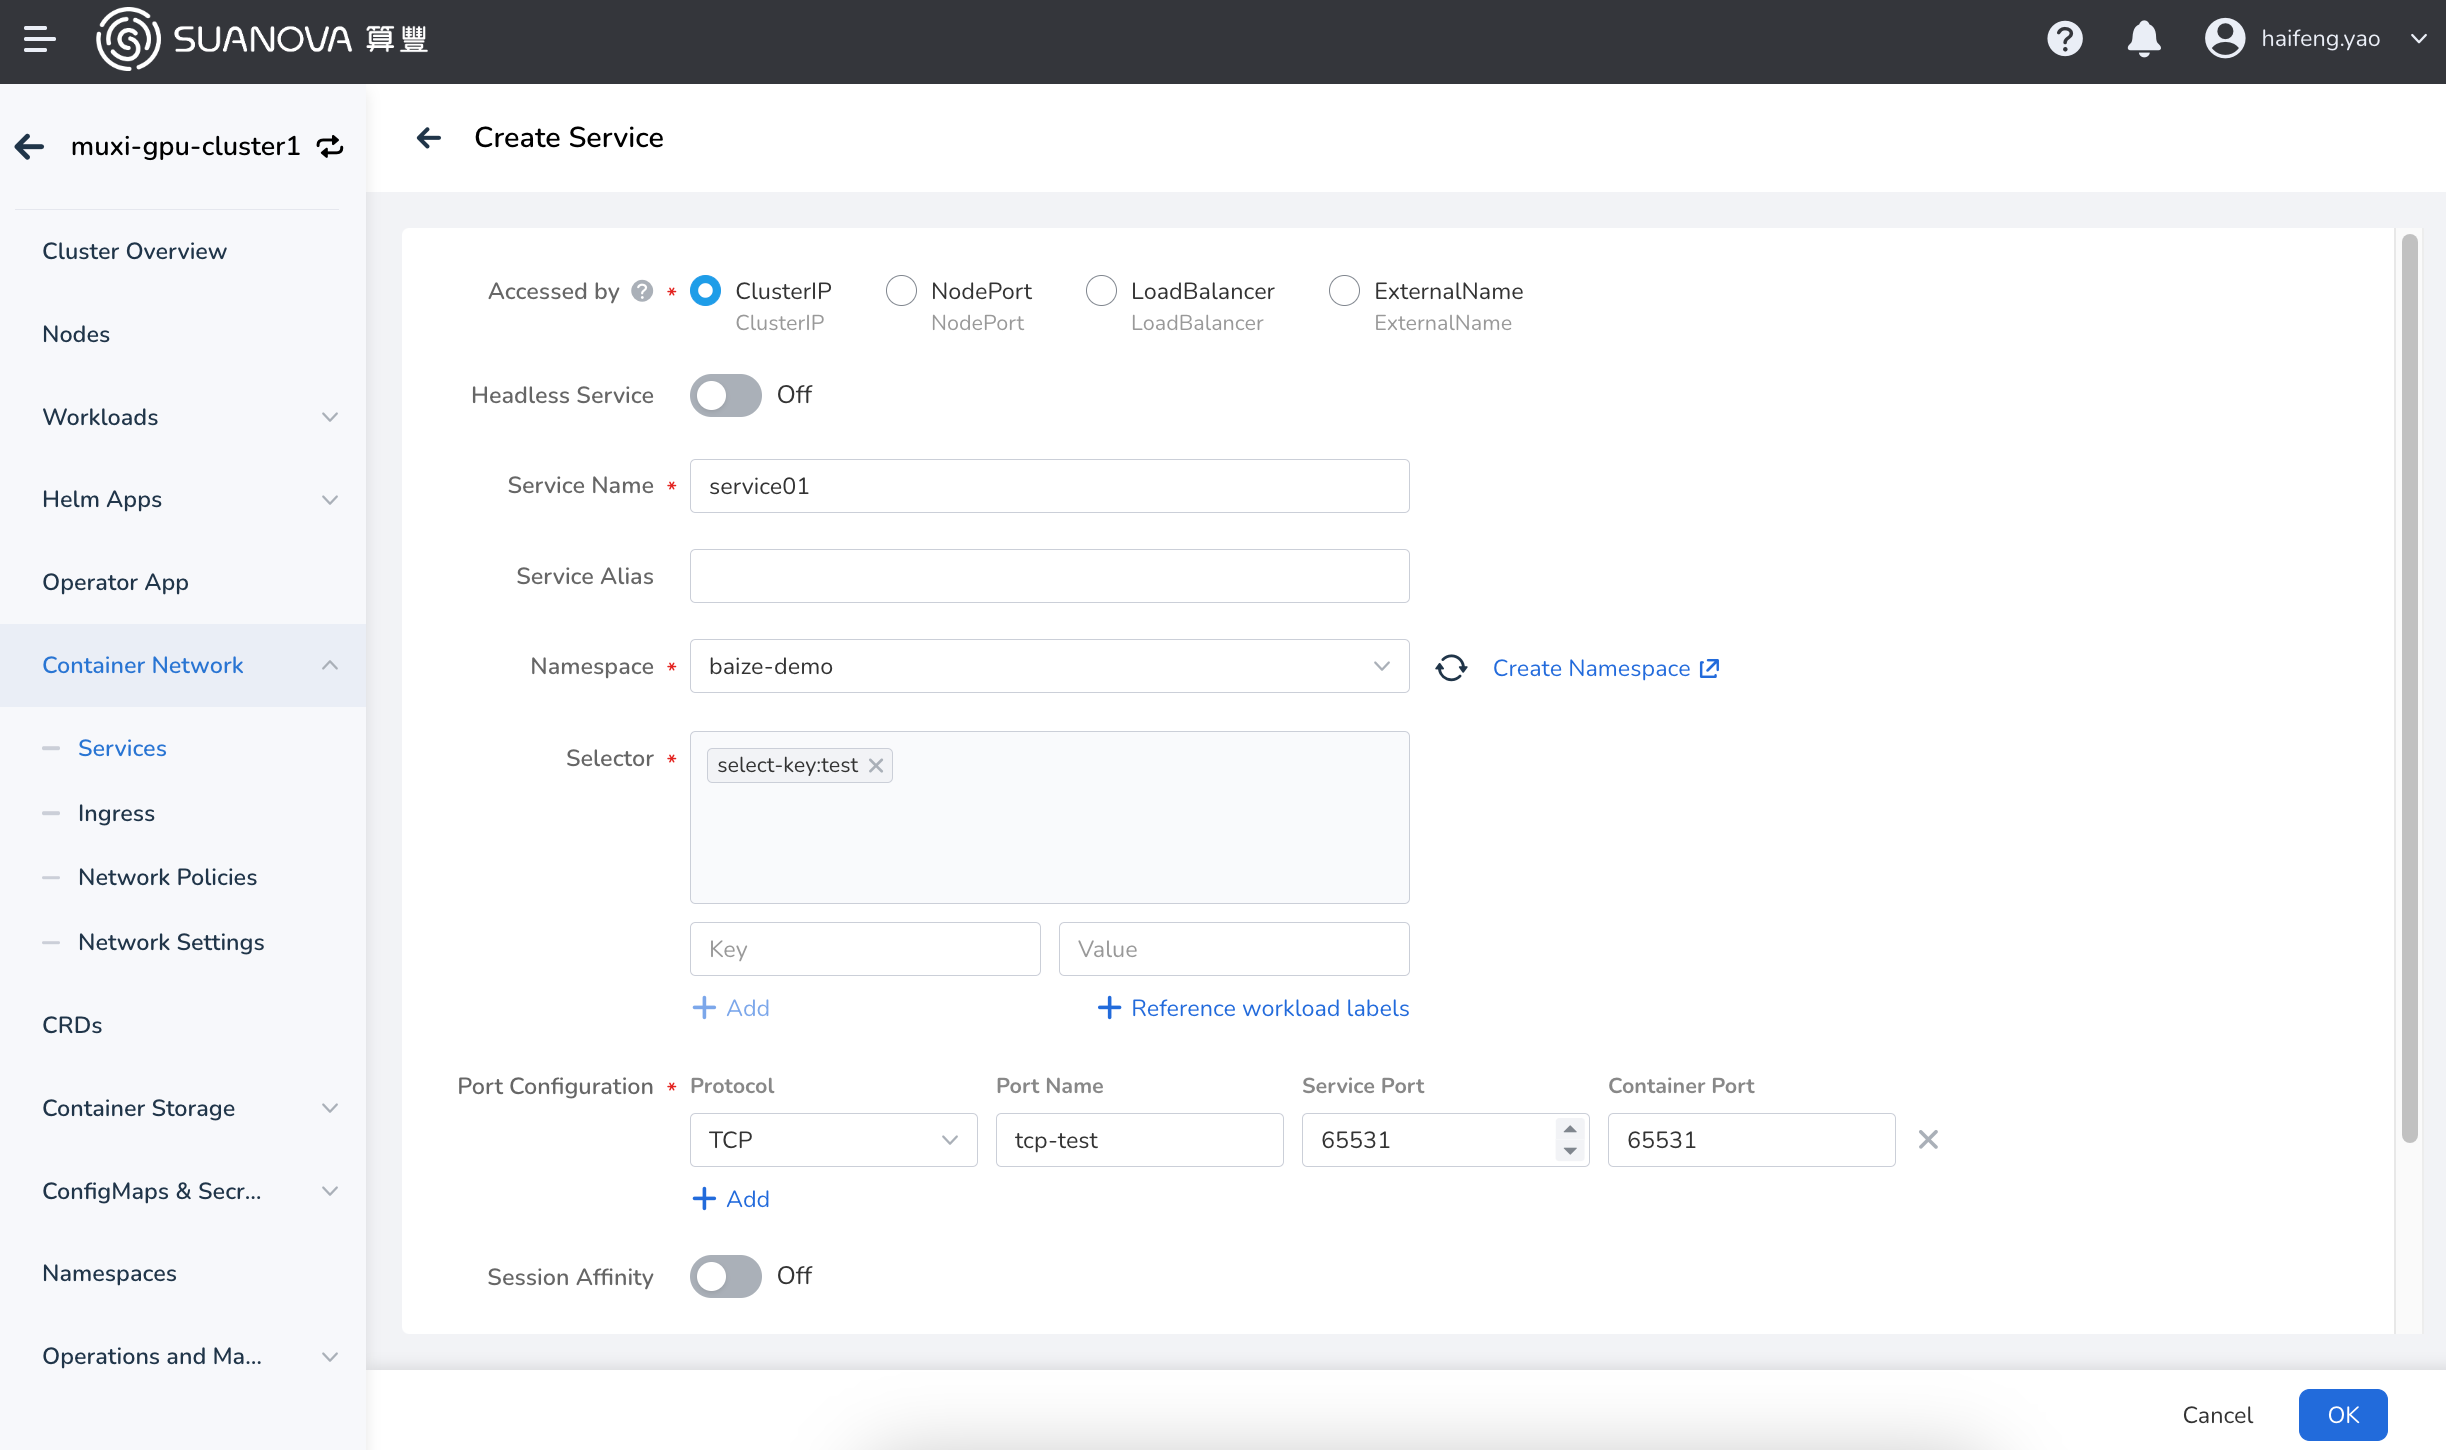 SUANOVA 算豐
haifeng.yao
muxi-gpu-cluster1
Cluster Overview
Nodes
Workloads
Helm Apps
Operator App
Container Network
Services
Ingress
Network Policies
Network Settings
CRDs
Container Storage
ConfigMaps & Secr...
Namespaces
Operations and Ma...
Create Service
Accessed by ? * ClusterIP NodePort LoadBalancer ExternalName
ClusterIP NodePort LoadBalancer ExternalName
Headless Service Off
Service Name * service01
Service Alias
Namespace * baize-demo Create Namespace
Selector * select-key:test
Key Value
+ Add + Reference workload labels
Port Configuration * Protocol Port Name Service Port Container Port
TCP tcp-test 65531 65531
+ Add
Session Affinity Off
Cancel OK